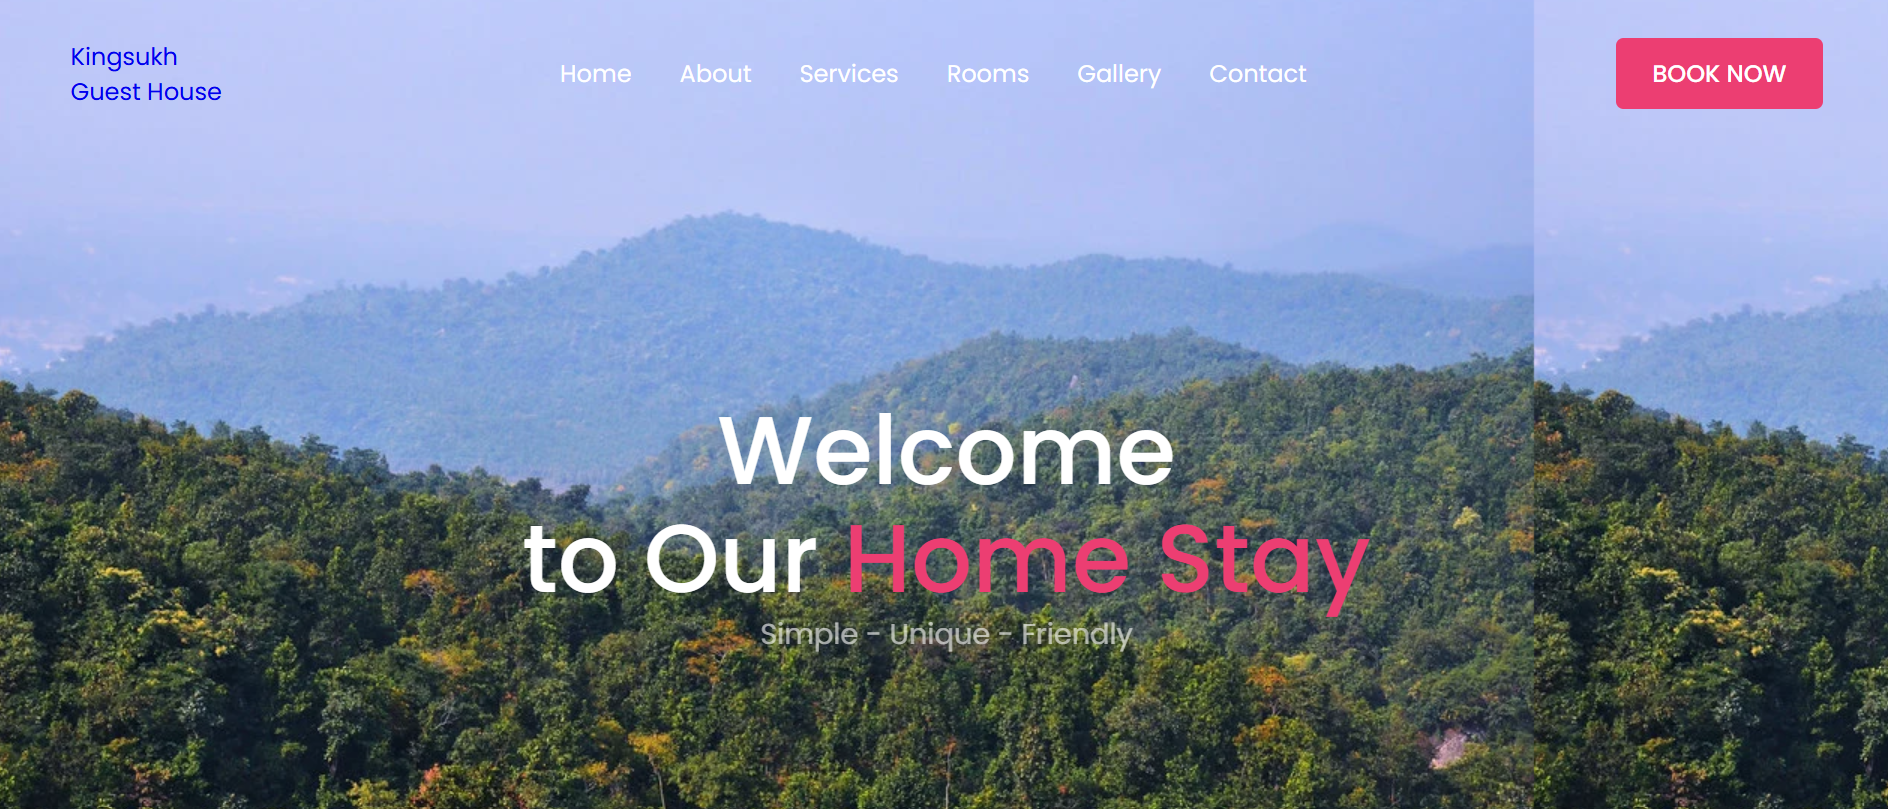 Kingsukh
Guest House
Home About Services Rooms Gallery Contact
BOOK NOW
Welcome
to Our Home Stay
Simple - Unique - Friendly